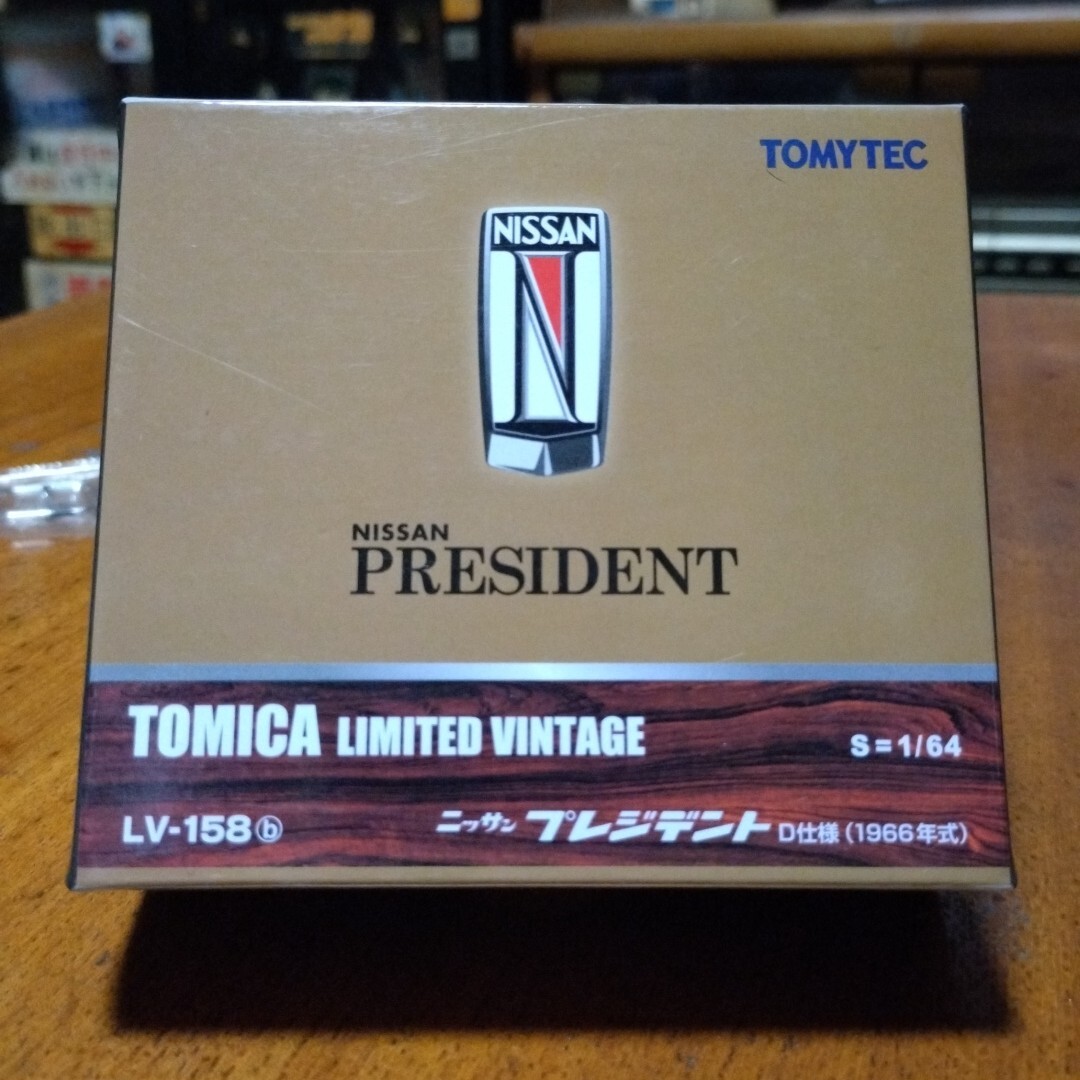 TOMYTEC
NISSAN
N
NISSAN
PRESIDENT
TOMICA LIMITED VINTAGE
S=1/64
LV-158ⓑ
ニッサン プレジデント D仕様(1966年式)